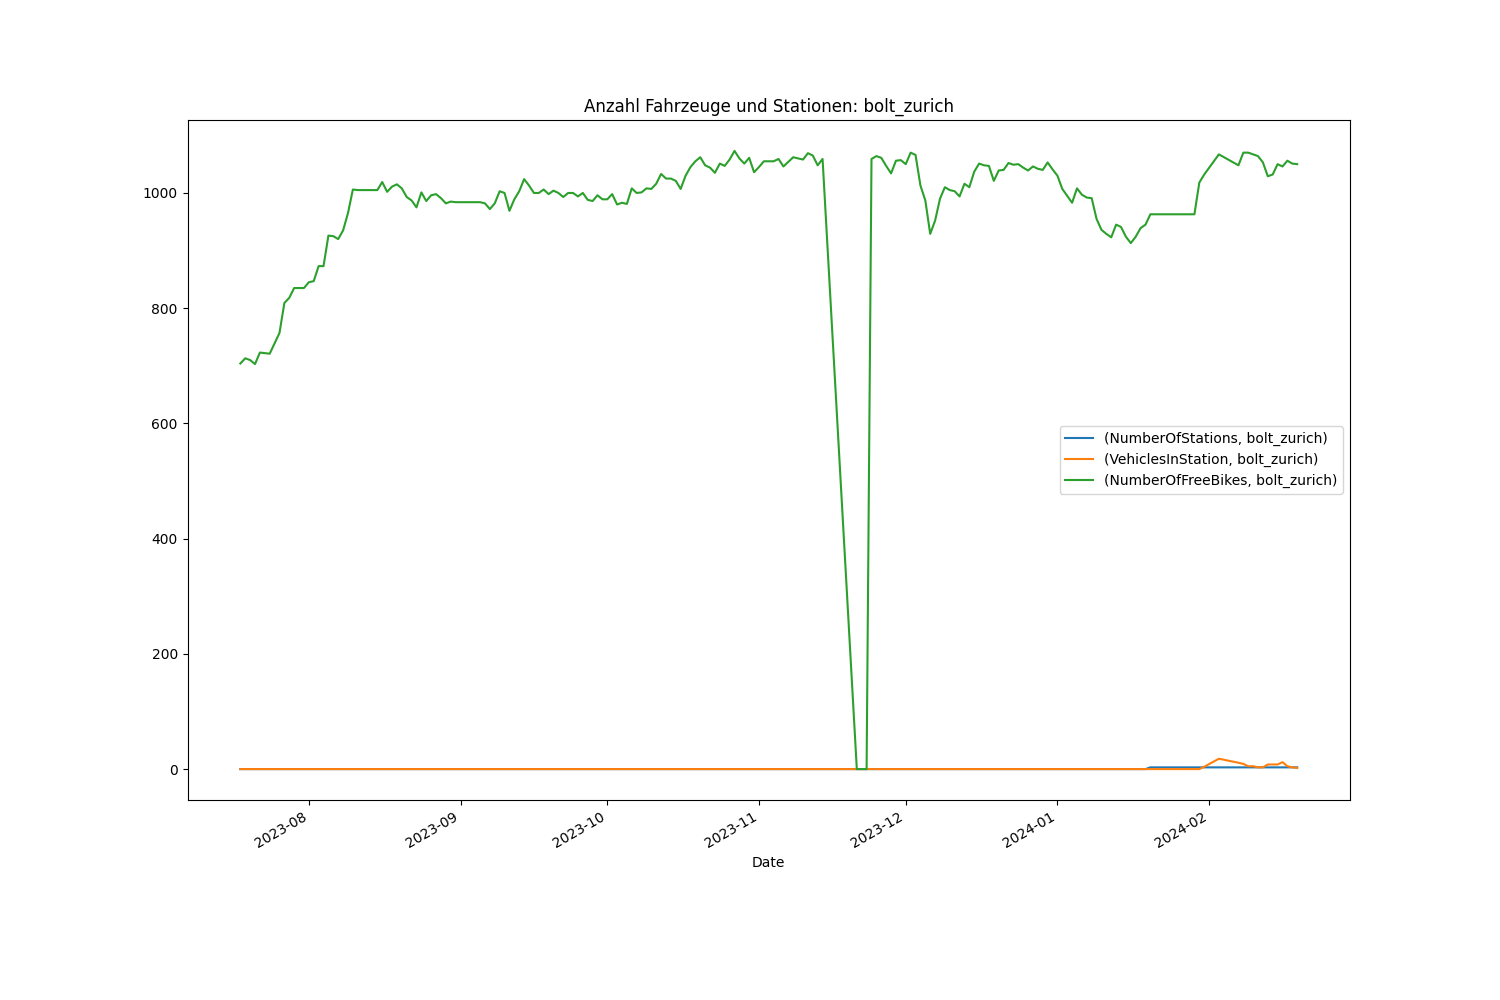 Anzahl Fahrzeuge und Stationen: bolt_zurich
1000
800
600
400
200
0
(NumberOfStations, bolt_zurich)
(VehiclesInStation, bolt_zurich)
(NumberOfFreeBikes, bolt_zurich)
2023-08
2023-09
2023-10
2023-11
2023-12
2024-01
2024-02
Date